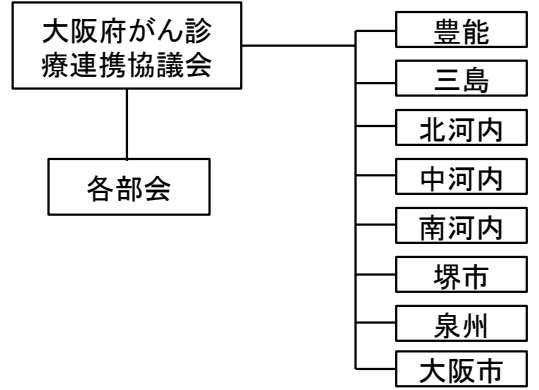 大阪府がん診
療連携協議会
各部会
豊能
三島
北河内
中河内
南河内
堺市
泉州
大阪市